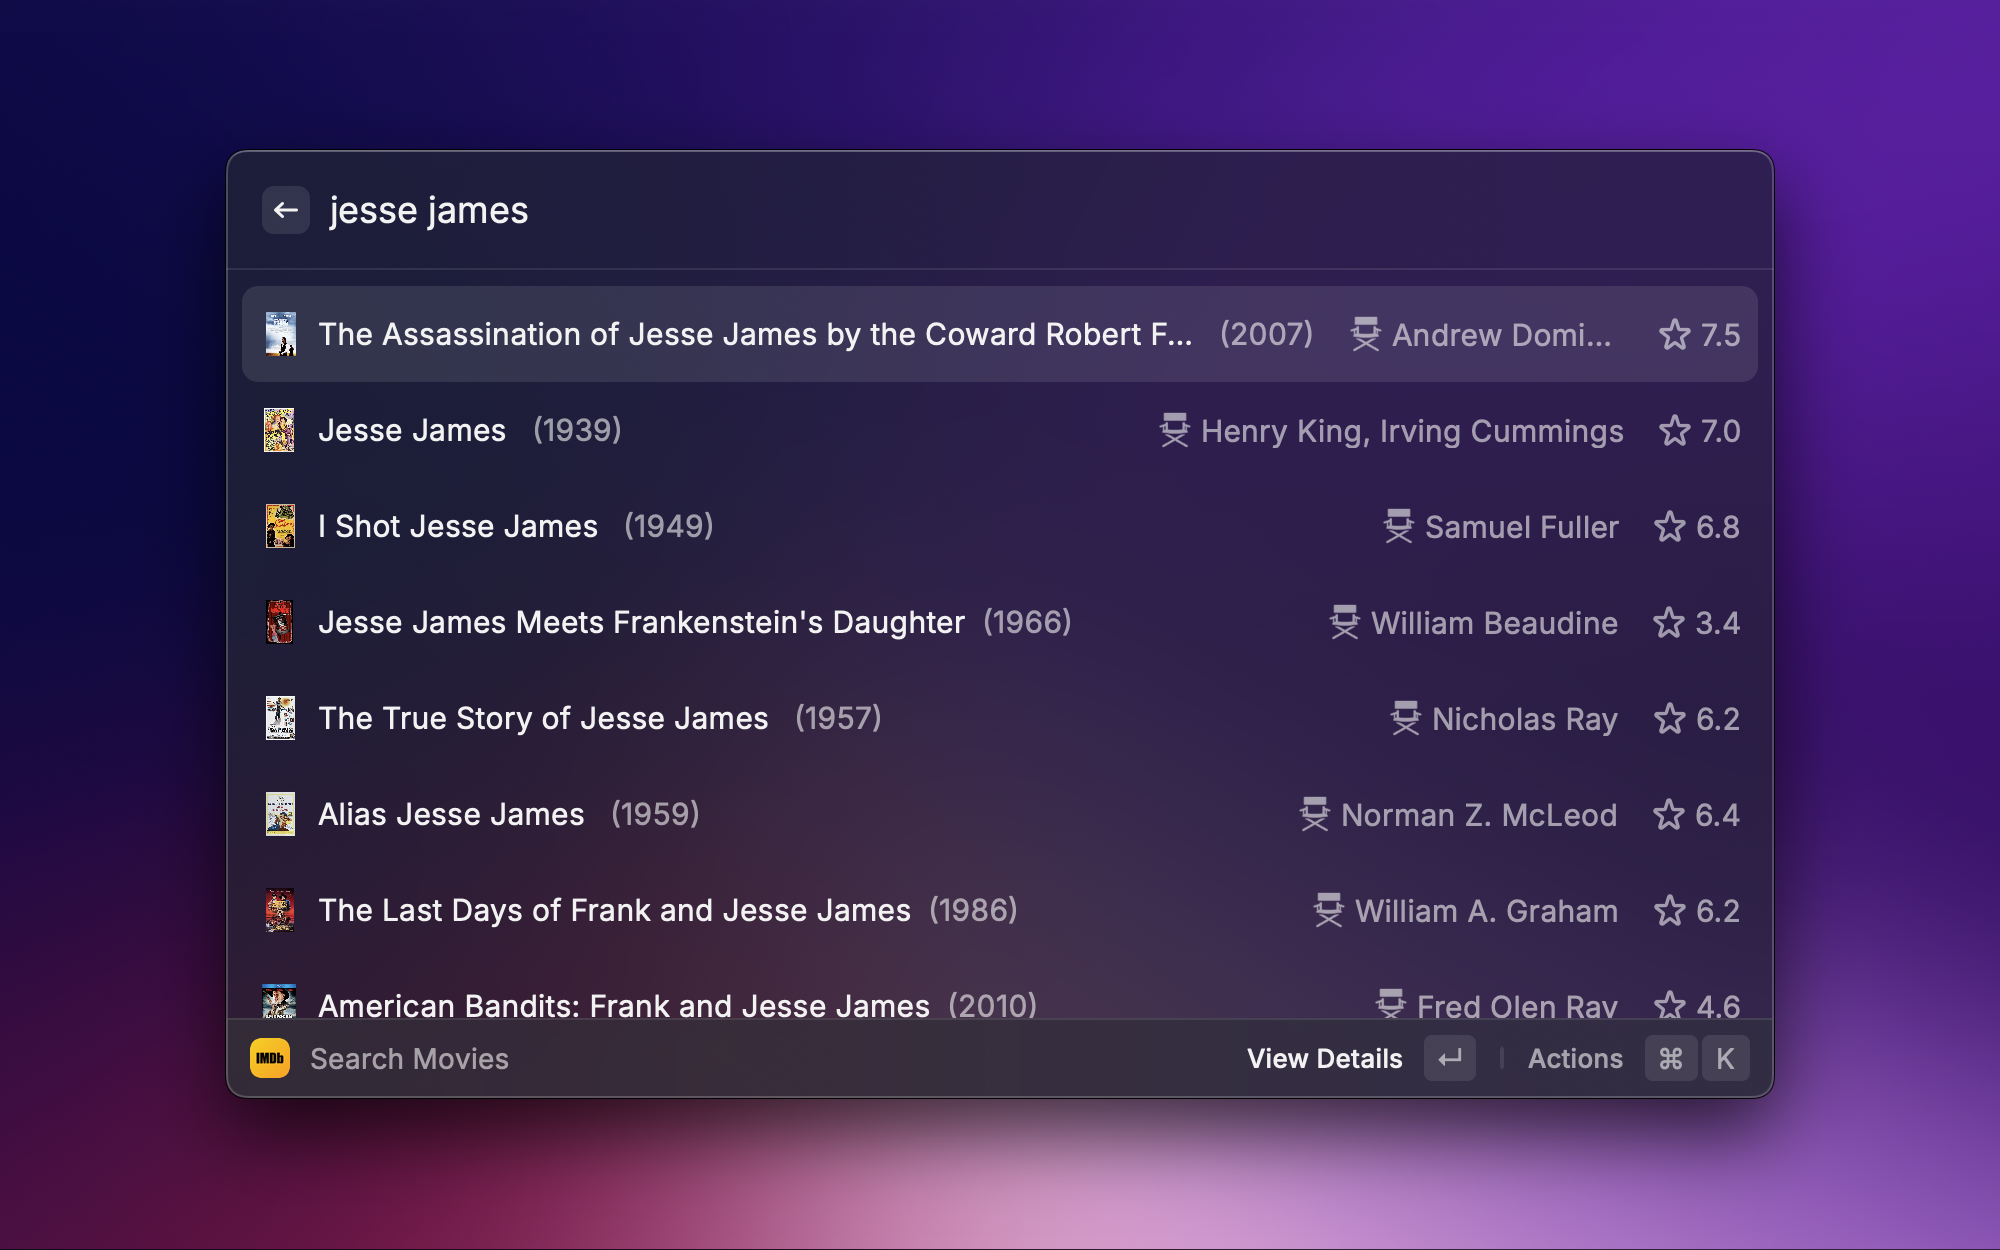 jesse james
The Assassination of Jesse James by the Coward Robert F... (2007) Andrew Domi... 7.5
Jesse James (1939) Henry King, Irving Cummings 7.0
I Shot Jesse James (1949) Samuel Fuller 6.8
Jesse James Meets Frankenstein's Daughter (1966) William Beaudine 3.4
The True Story of Jesse James (1957) Nicholas Ray 6.2
Alias Jesse James (1959) Norman Z. McLeod 6.4
The Last Days of Frank and Jesse James (1986) William A. Graham 6.2
American Bandits: Frank and Jesse James (2010) Fred Olen Ray 4.6
IMDb Search Movies View Details ↵ Actions ⌘ K